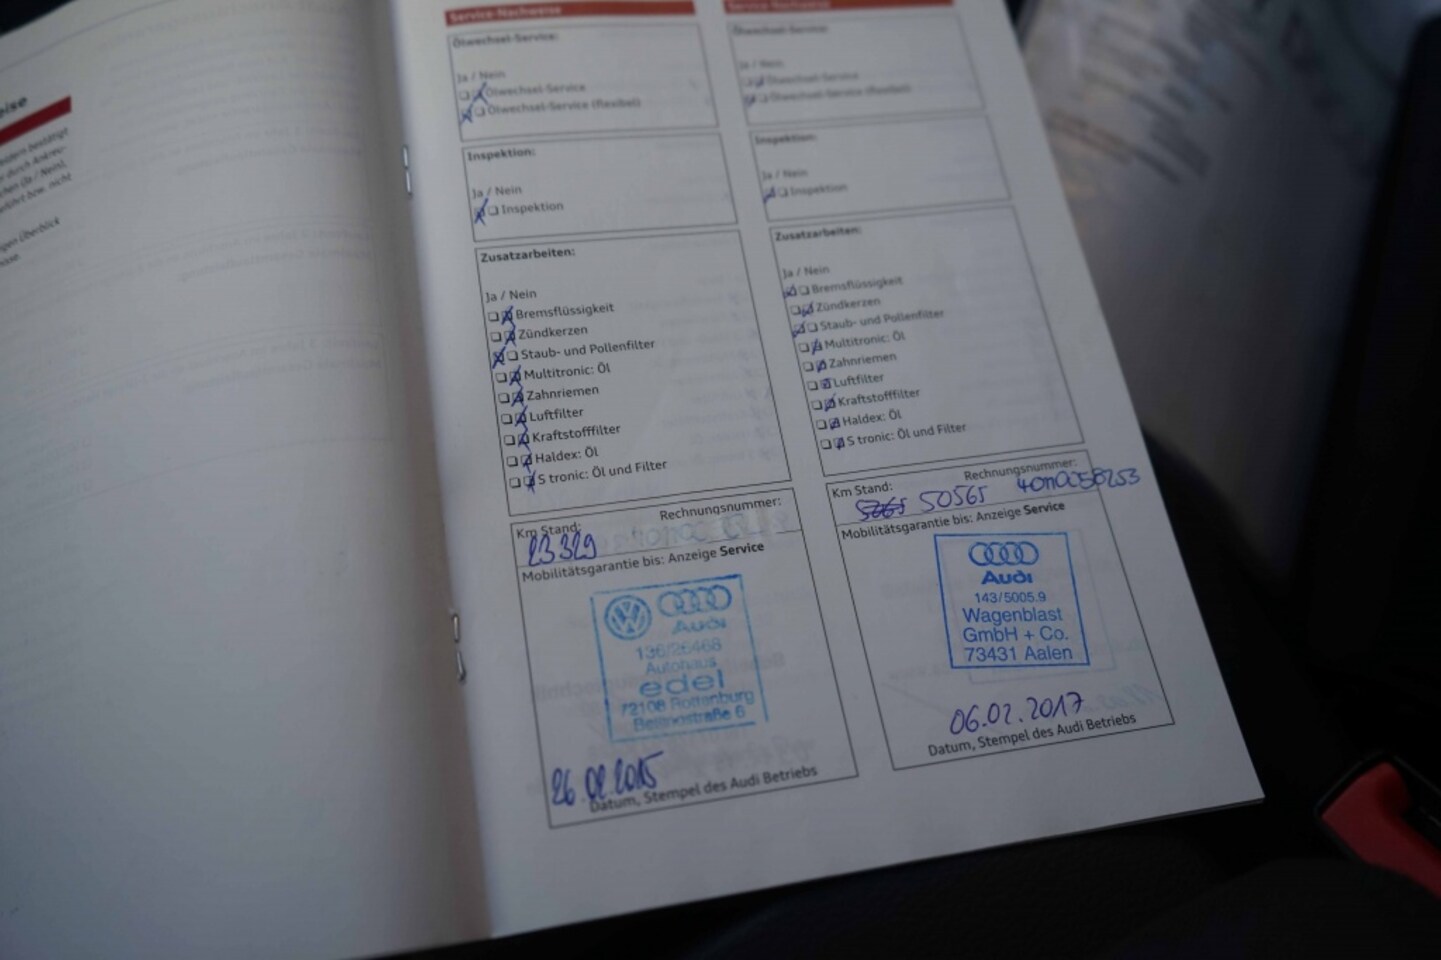 Service-Nachweise
Ölwechsel-Service:
Ja / Nein
Ölwechsel-Service
Ölwechsel-Service (flexibel)
Inspektion:
Ja / Nein
Inspektion
Zusatzarbeiten:
Ja / Nein
Bremsflüssigkeit
Zündkerzen
Staub- und Pollenfilter
Multitronic: Öl
Zahnriemen
Luftfilter
Kraftstofffilter
Haldex: Öl
S tronic: Öl und Filter
Km Stand: Rechnungsnummer:
23 329
Mobilitätsgarantie bis: Anzeige Service
Audi
136/26468
Autohaus
edel
72108 Rottenburg
26.02.2015
Datum, Stempel des Audi Betriebs
Service-Nachweise
Ölwechsel-Service:
Ja / Nein
Ölwechsel-Service
Ölwechsel-Service (flexibel)
Inspektion:
Ja / Nein
Inspektion
Zusatzarbeiten:
Ja / Nein
Bremsflüssigkeit
Zündkerzen
Staub- und Pollenfilter
Multitronic: Öl
Zahnriemen
Luftfilter
Kraftstofffilter
Haldex: Öl
S tronic: Öl und Filter
Km Stand: Rechnungsnummer:
50565
Mobilitätsgarantie bis: Anzeige Service
Audi
143/5005.9
Wagenblast
GmbH + Co.
73431 Aalen
06.02.2017
Datum, Stempel des Audi Betriebs